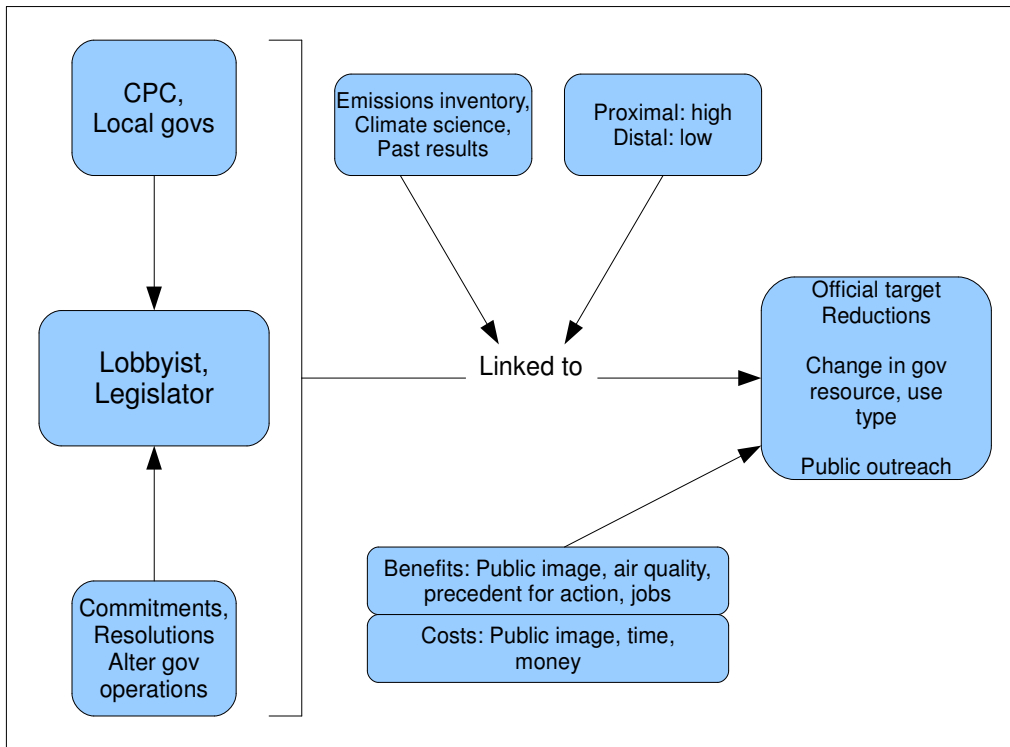 CPC,
Local govs
Emissions inventory,
Climate science,
Past results
Proximal: high
Distal: low
Lobbyist,
Legislator
Linked to
Official target
Reductions
Change in gov
resource, use
type
Public outreach
Benefits: Public image, air quality,
precedent for action, jobs
Costs: Public image, time,
money
Commitments,
Resolutions
Alter gov
operations